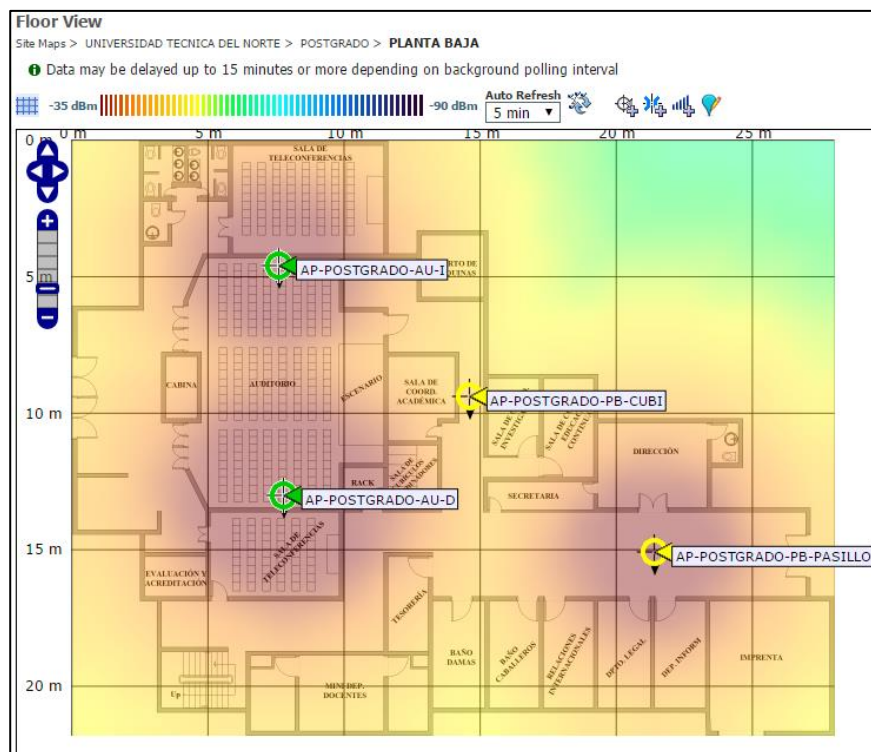 Floor View
Site Maps > UNIVERSIDAD TECNICA DEL NORTE > POSTGRADO > PLANTA BAJA
Data may be delayed up to 15 minutes or more depending on background polling interval
-35 dBm
-90 dBm
Auto Refresh
5 min
0 m
0 m
5 m
10 m
15 m
20 m
25 m
SALA DE
TELECONFERENCIAS
5 m
AP-POSTGRADO-AU-I
CABINA
AUDITORIO
ESCENARIO
SALA DE
COORD.
ACADÉMICA
AP-POSTGRADO-PB-CUBI
10 m
DIRECCIÓN
RACK
SECRETARIA
AP-POSTGRADO-AU-D
SALA DE
TELECONFERENCIAS
15 m
AP-POSTGRADO-PB-PASILLO
EVALUACIÓN Y
ACREDITACIÓN
TESORERÍA
BAÑO
DAMAS
BAÑO
CABALLEROS
RELACIONES
INTERNACIONALES
DPTO. LEGAL
DEP. INFORM
IMPRENTA
20 m
Up
MINI DEP.
DOCENTES